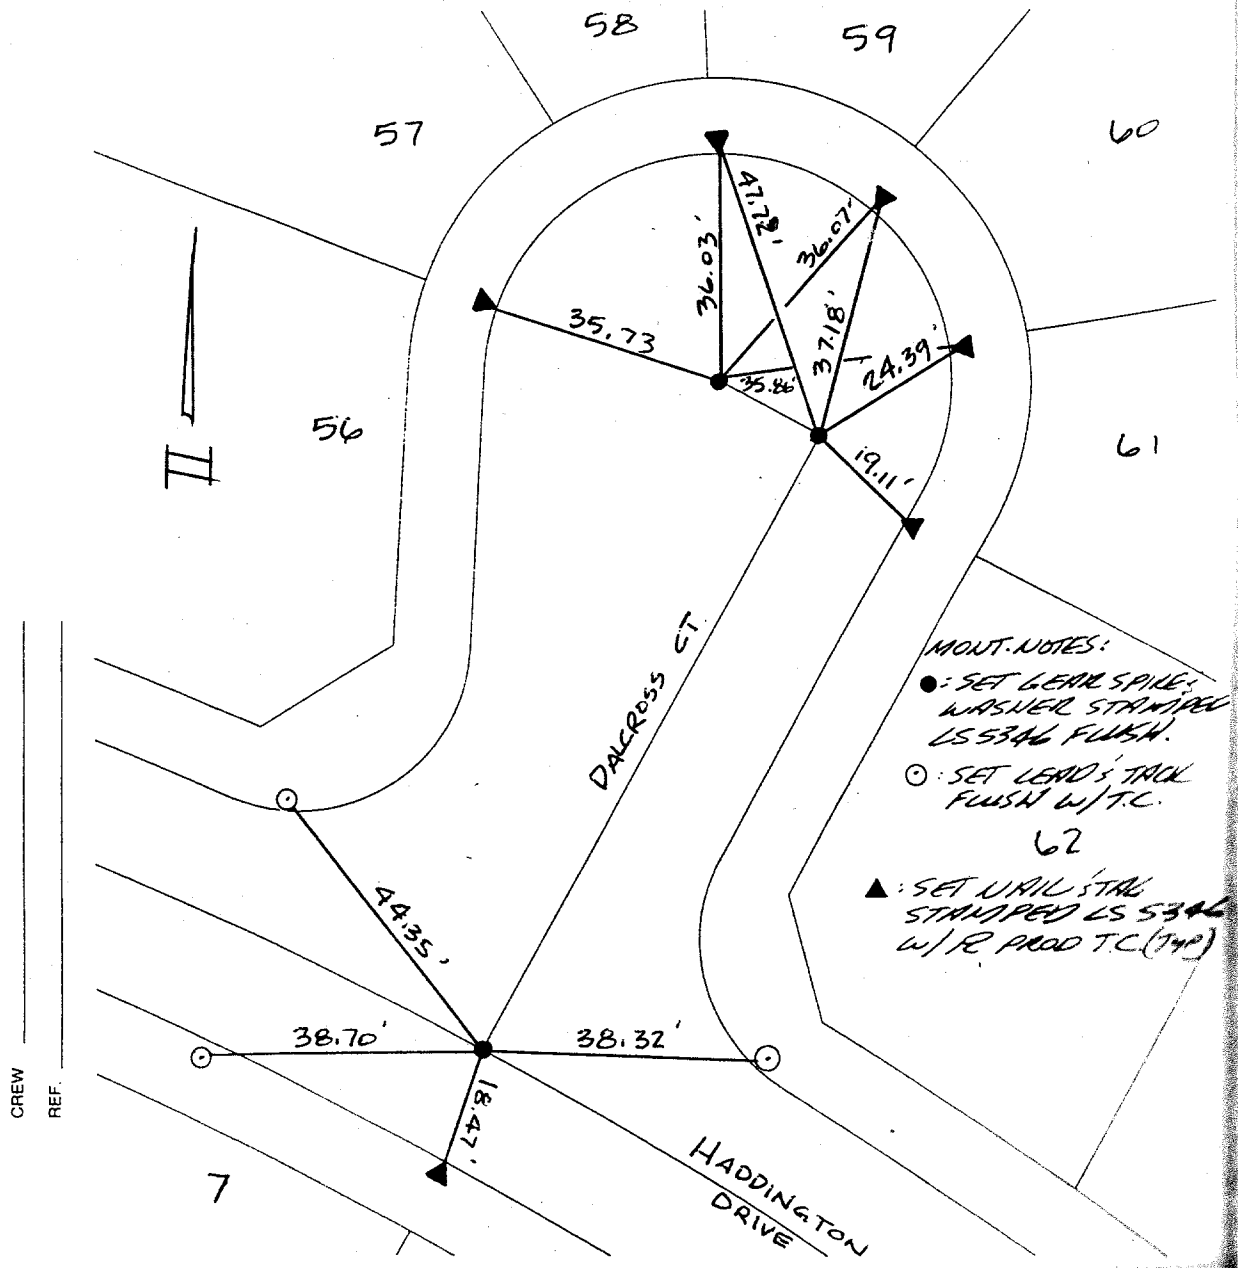 58
59
57
60
47.72'
36.03'
36.07'
35.73
37.18'
24.39'
35.86'
56
61
19.11'
DALCROSS CT.
MONT. NOTES:
●: SET GEAR SPIKE &
WASHER STAMPED
LS 5346 FLUSH.
⊙: SET LEAD & TACK
FLUSH W/T.C.
62
▲: SET NAIL & TAG
STAMPED LS 5346
W/ PROD T.C. (TYP)
44.35'
38.70'
38.32'
18.47'
CREW
REF.
7
HADDINGTON
DRIVE